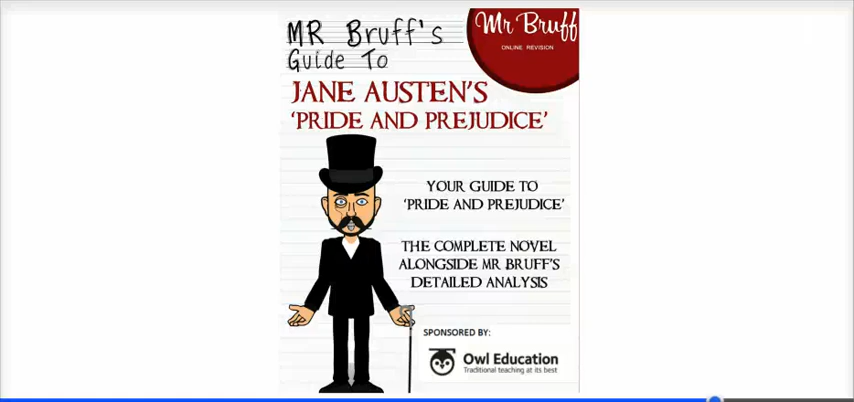 MR Bruff's
Guide To
Mr Bruff
ONLINE REVISION
JANE AUSTEN'S
'PRIDE AND PREJUDICE'
YOUR GUIDE TO
'PRIDE AND PREJUDICE'
THE COMPLETE NOVEL
ALONGSIDE MR BRUFF'S
DETAILED ANALYSIS
SPONSORED BY:
Owl Education
Traditional teaching at its best